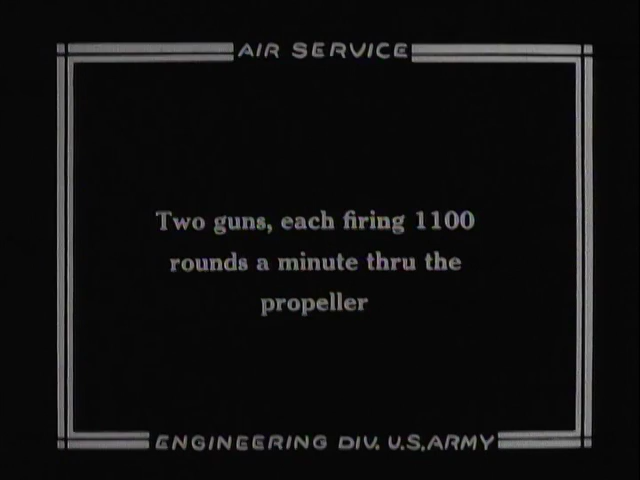 AIR SERVICE
Two guns, each firing 1100
rounds a minute thru the
propeller
ENGINEERING DIV. U.S. ARMY